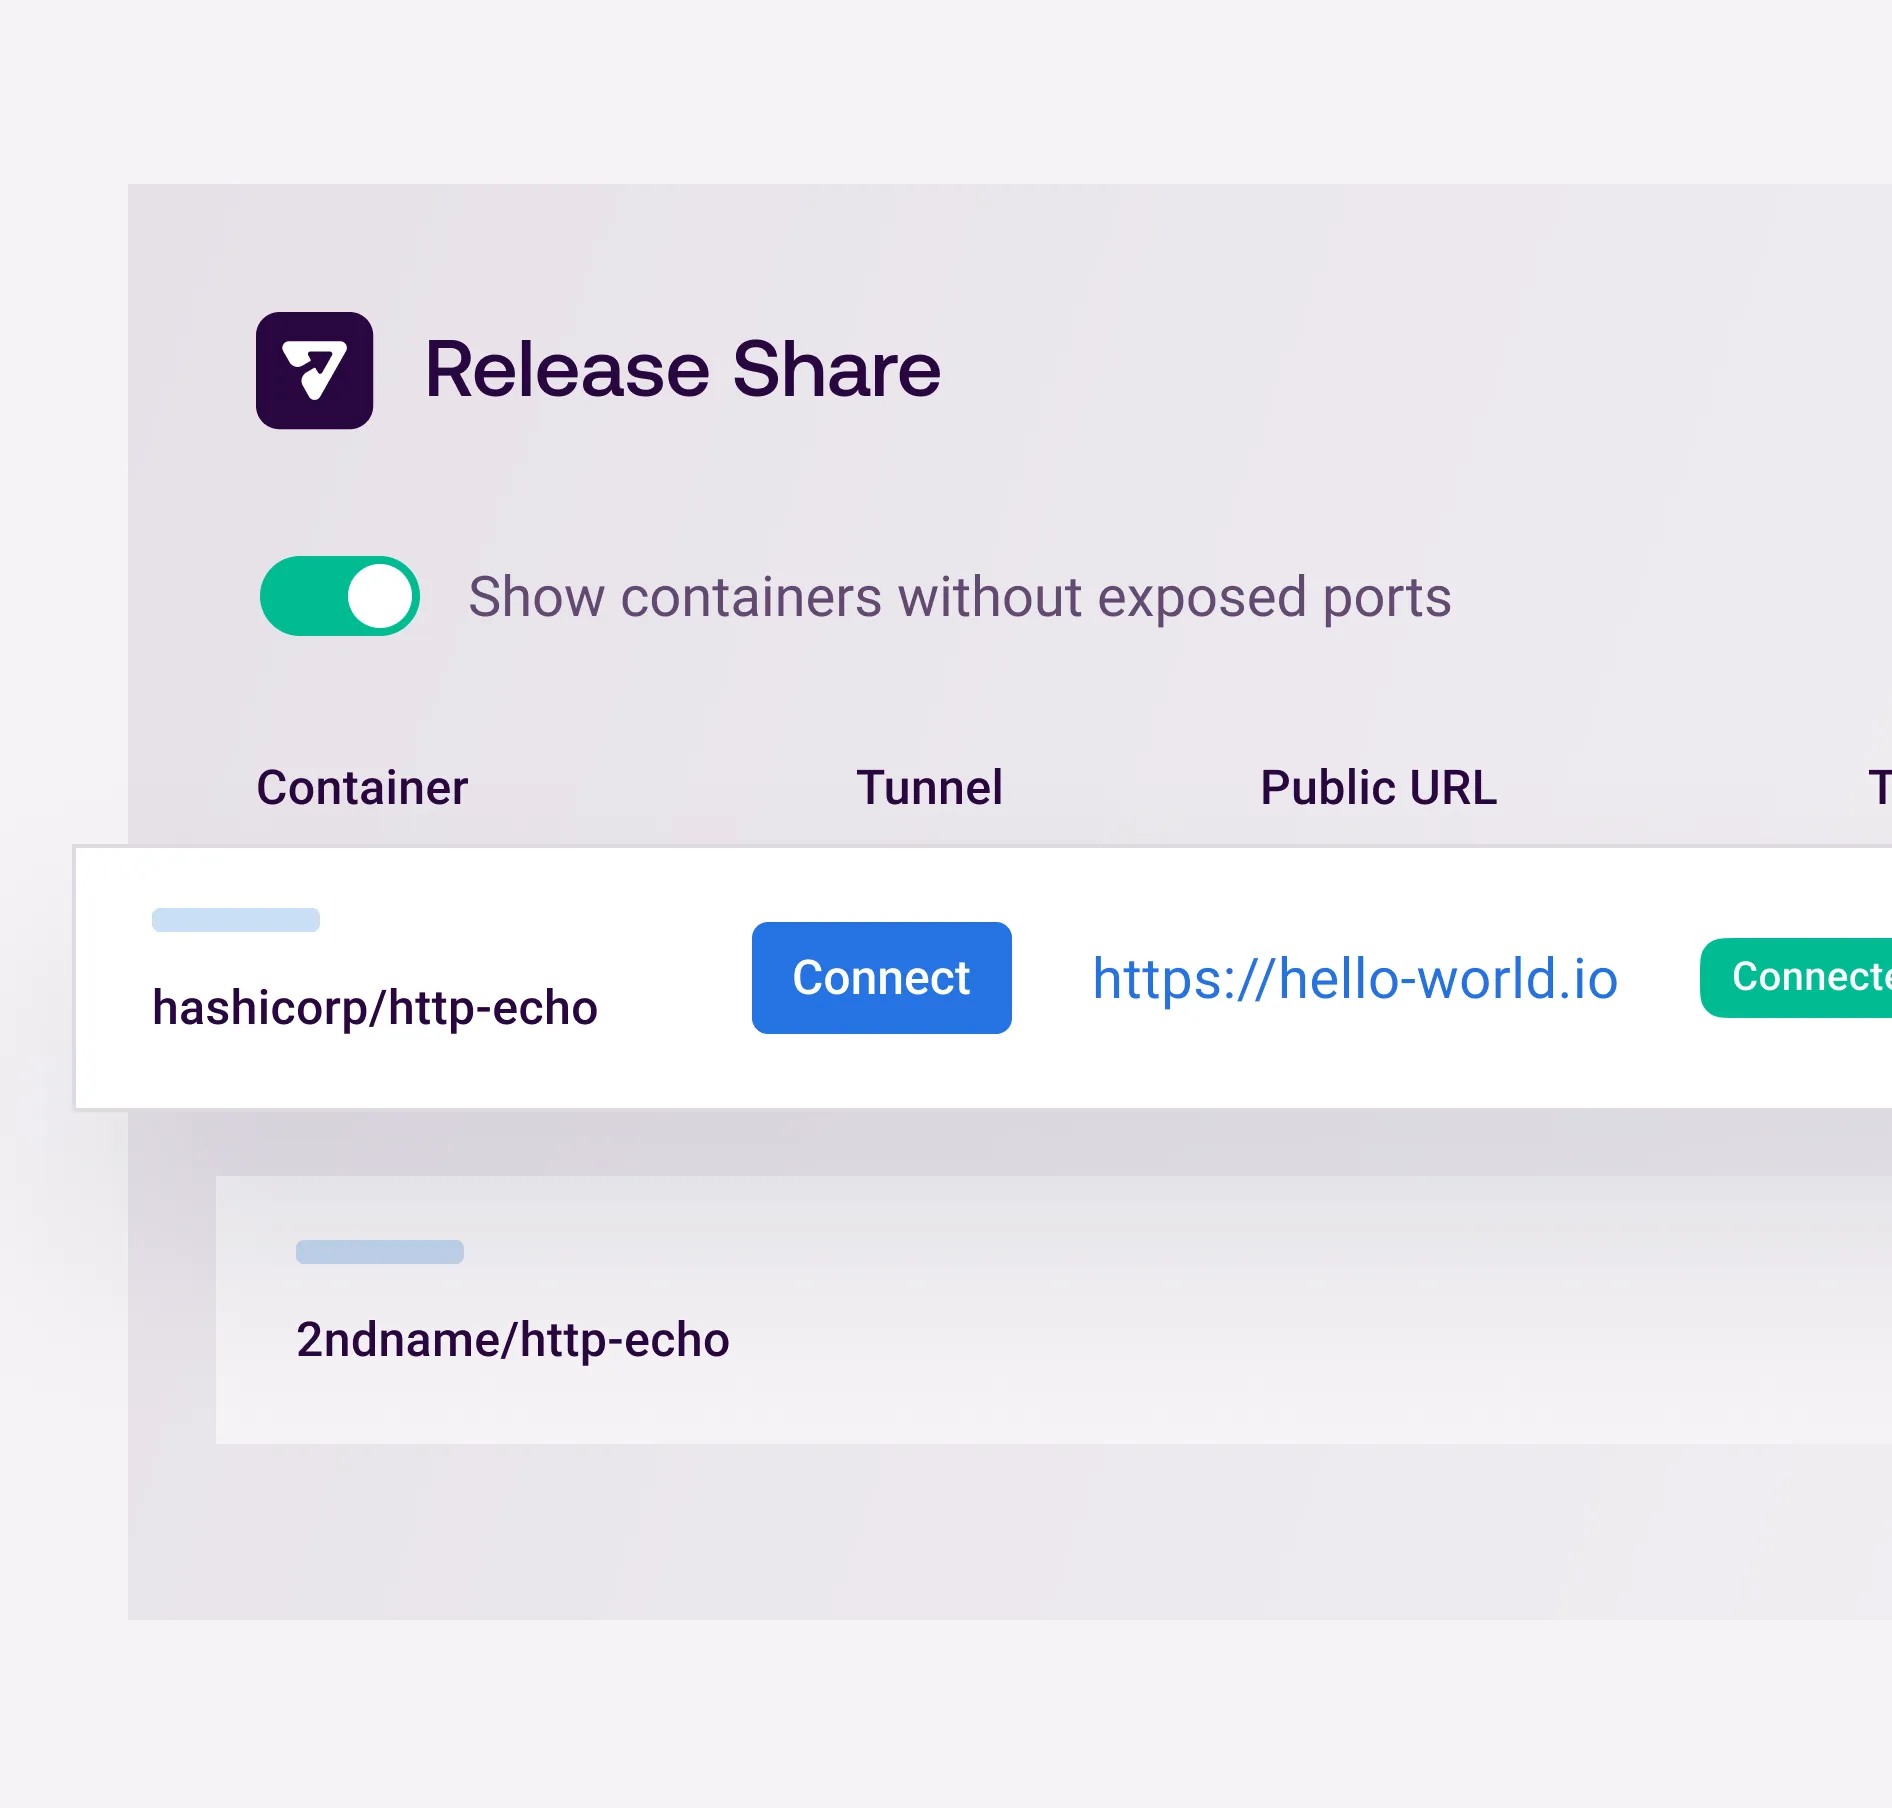 Release Share
Show containers without exposed ports
Container Tunnel Public URL
hashicorp/http-echo Connect https://hello-world.io
2ndname/http-echo